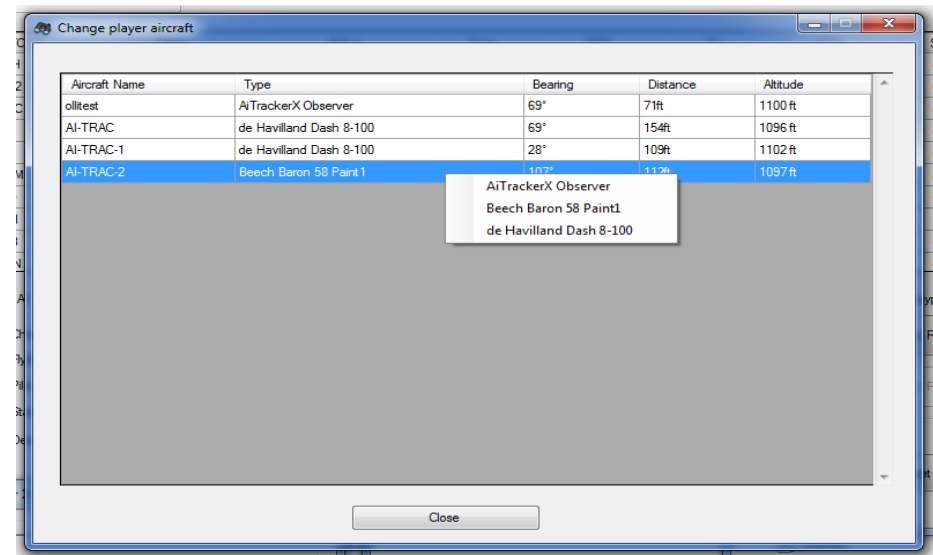 Change player aircraft
Aircraft Name Type Bearing Distance Altitude
ollitest AiTrackerX Observer 69° 71ft 1100 ft
AI-TRAC de Havilland Dash 8-100 69° 154ft 1096 ft
AI-TRAC-1 de Havilland Dash 8-100 28° 109ft 1102 ft
AI-TRAC-2 Beech Baron 58 Paint1 107° 112ft 1097 ft
AiTrackerX Observer
Beech Baron 58 Paint1
de Havilland Dash 8-100
Close